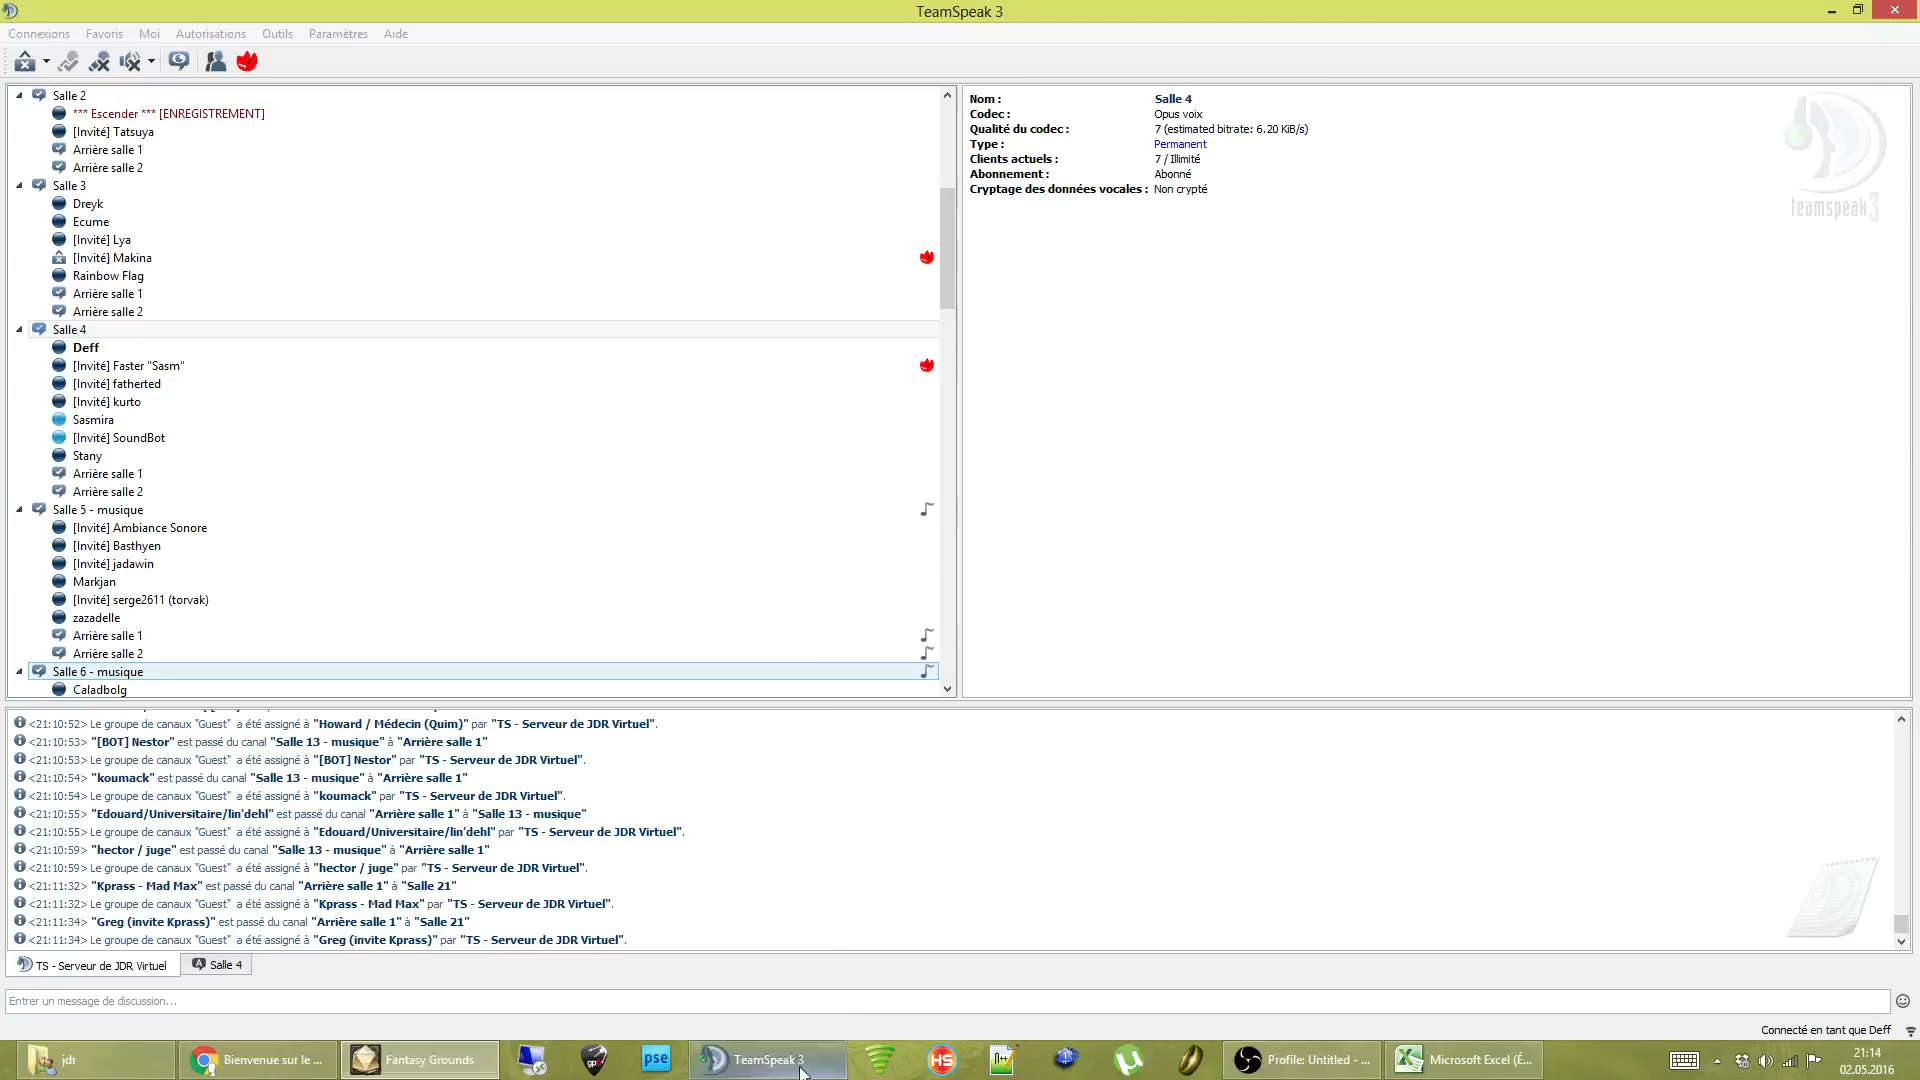 TeamSpeak 3
Connexions Favoris Moi Autorisations Outils Paramètres Aide
Salle 2
*** Escender *** [ENREGISTREMENT]
[Invité] Tatsuya
Arrière salle 1
Arrière salle 2
Salle 3
Dreyk
Ecume
[Invité] Lya
[Invité] Makina
Rainbow Flag
Arrière salle 1
Arrière salle 2
Salle 4
Deff
[Invité] Faster "Sasm"
[Invité] fatherted
[Invité] kurto
Sasmira
[Invité] SoundBot
Stany
Arrière salle 1
Arrière salle 2
Salle 5 - musique
[Invité] Ambiance Sonore
[Invité] Basthyen
[Invité] jadawin
Markjan
[Invité] serge2611 (torvak)
zazadelle
Arrière salle 1
Arrière salle 2
Salle 6 - musique
Caladbolg
Nom : Salle 4
Codec : Opus voix
Qualité du codec : 7 (estimated bitrate: 6.20 KiB/s)
Type : Permanent
Clients actuels : 7 / Illimité
Abonnement : Abonné
Cryptage des données vocales : Non crypté
teamspeak 3
<21:10:52> Le groupe de canaux "Guest" a été assigné à "Howard / Médecin (Quim)" par "TS - Serveur de JDR Virtuel".
<21:10:53> "[BOT] Nestor" est passé du canal "Salle 13 - musique" à "Arrière salle 1"
<21:10:53> Le groupe de canaux "Guest" a été assigné à "[BOT] Nestor" par "TS - Serveur de JDR Virtuel".
<21:10:54> "koumack" est passé du canal "Salle 13 - musique" à "Arrière salle 1"
<21:10:54> Le groupe de canaux "Guest" a été assigné à "koumack" par "TS - Serveur de JDR Virtuel".
<21:10:55> "Edouard/Universitaire/lin'dehl" est passé du canal "Arrière salle 1" à "Salle 13 - musique"
<21:10:55> Le groupe de canaux "Guest" a été assigné à "Edouard/Universitaire/lin'dehl" par "TS - Serveur de JDR Virtuel".
<21:10:59> "hector / juge" est passé du canal "Salle 13 - musique" à "Arrière salle 1"
<21:10:59> Le groupe de canaux "Guest" a été assigné à "hector / juge" par "TS - Serveur de JDR Virtuel".
<21:11:32> "Kprass - Mad Max" est passé du canal "Arrière salle 1" à "Salle 21"
<21:11:32> Le groupe de canaux "Guest" a été assigné à "Kprass - Mad Max" par "TS - Serveur de JDR Virtuel".
<21:11:34> "Greg (invite Kprass)" est passé du canal "Arrière salle 1" à "Salle 21"
<21:11:34> Le groupe de canaux "Guest" a été assigné à "Greg (invite Kprass)" par "TS - Serveur de JDR Virtuel".
TS - Serveur de JDR Virtuel Salle 4
Entrer un message de discussion...
Connecté en tant que Deff
jdr Bienvenue sur le ... Fantasy Grounds pse TeamSpeak 3 HS Profile: Untitled - ... Microsoft Excel (É... 21:14
02.05.2016